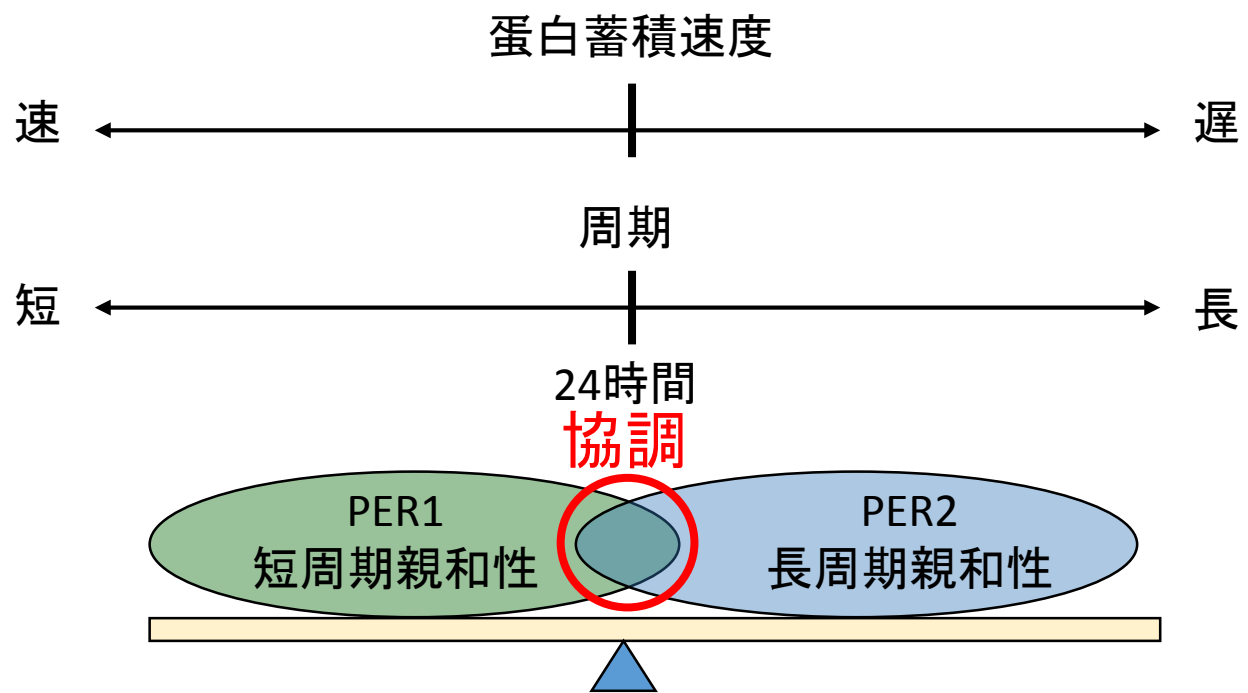 蛋白蓄積速度
速
遅
周期
短
長
24時間
協調
PER1
短周期親和性
PER2
長周期親和性